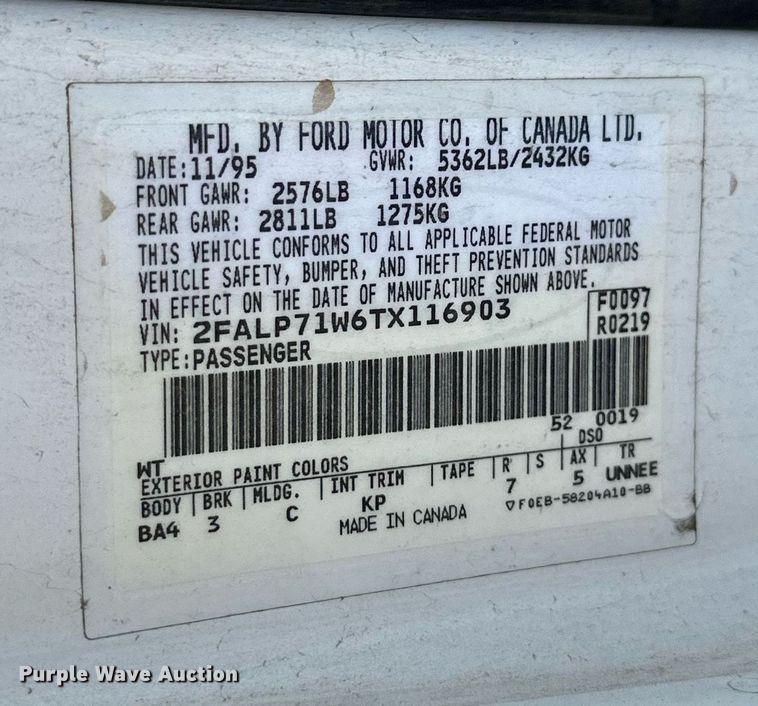 MFD. BY FORD MOTOR CO. OF CANADA LTD.
DATE: 11/95 GVWR: 5362LB/2432KG
FRONT GAWR: 2576LB 1168KG
REAR GAWR: 2811LB 1275KG
THIS VEHICLE CONFORMS TO ALL APPLICABLE FEDERAL MOTOR
VEHICLE SAFETY, BUMPER, AND THEFT PREVENTION STANDARDS
IN EFFECT ON THE DATE OF MANUFACTURE SHOWN ABOVE.
VIN: 2FALP71W6TX116903 F0097
TYPE: PASSENGER R0219
52 0019
WT DSO
EXTERIOR PAINT COLORS
BODY BRK MLDG. INT TRIM TAPE R S AX TR
BA4 3 C KP 7 5 UNNEE
MADE IN CANADA ▽F0EB-58204A10-BB
Purple Wave Auction